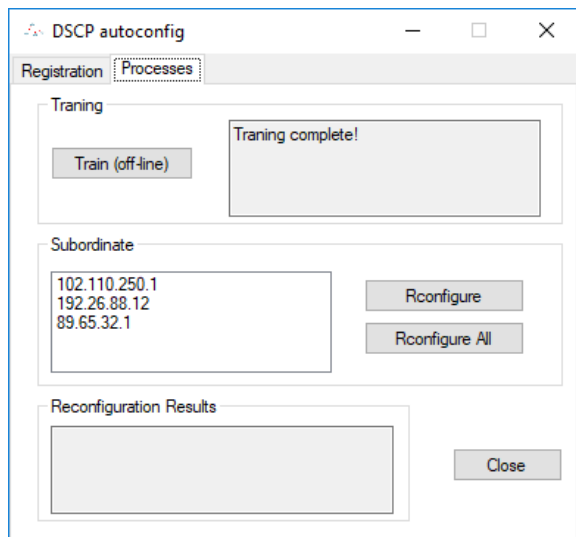 DSCP autoconfig
Registration Processes
Traning
Train (off-line)
Traning complete!
Subordinate
102.110.250.1
192.26.88.12
89.65.32.1
Rconfigure
Rconfigure All
Reconfiguration Results
Close